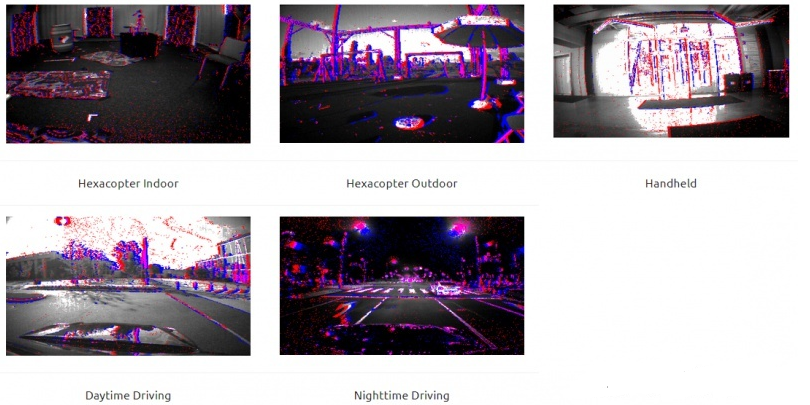 Hexacopter Indoor
Hexacopter Outdoor
Handheld
Daytime Driving
Nighttime Driving